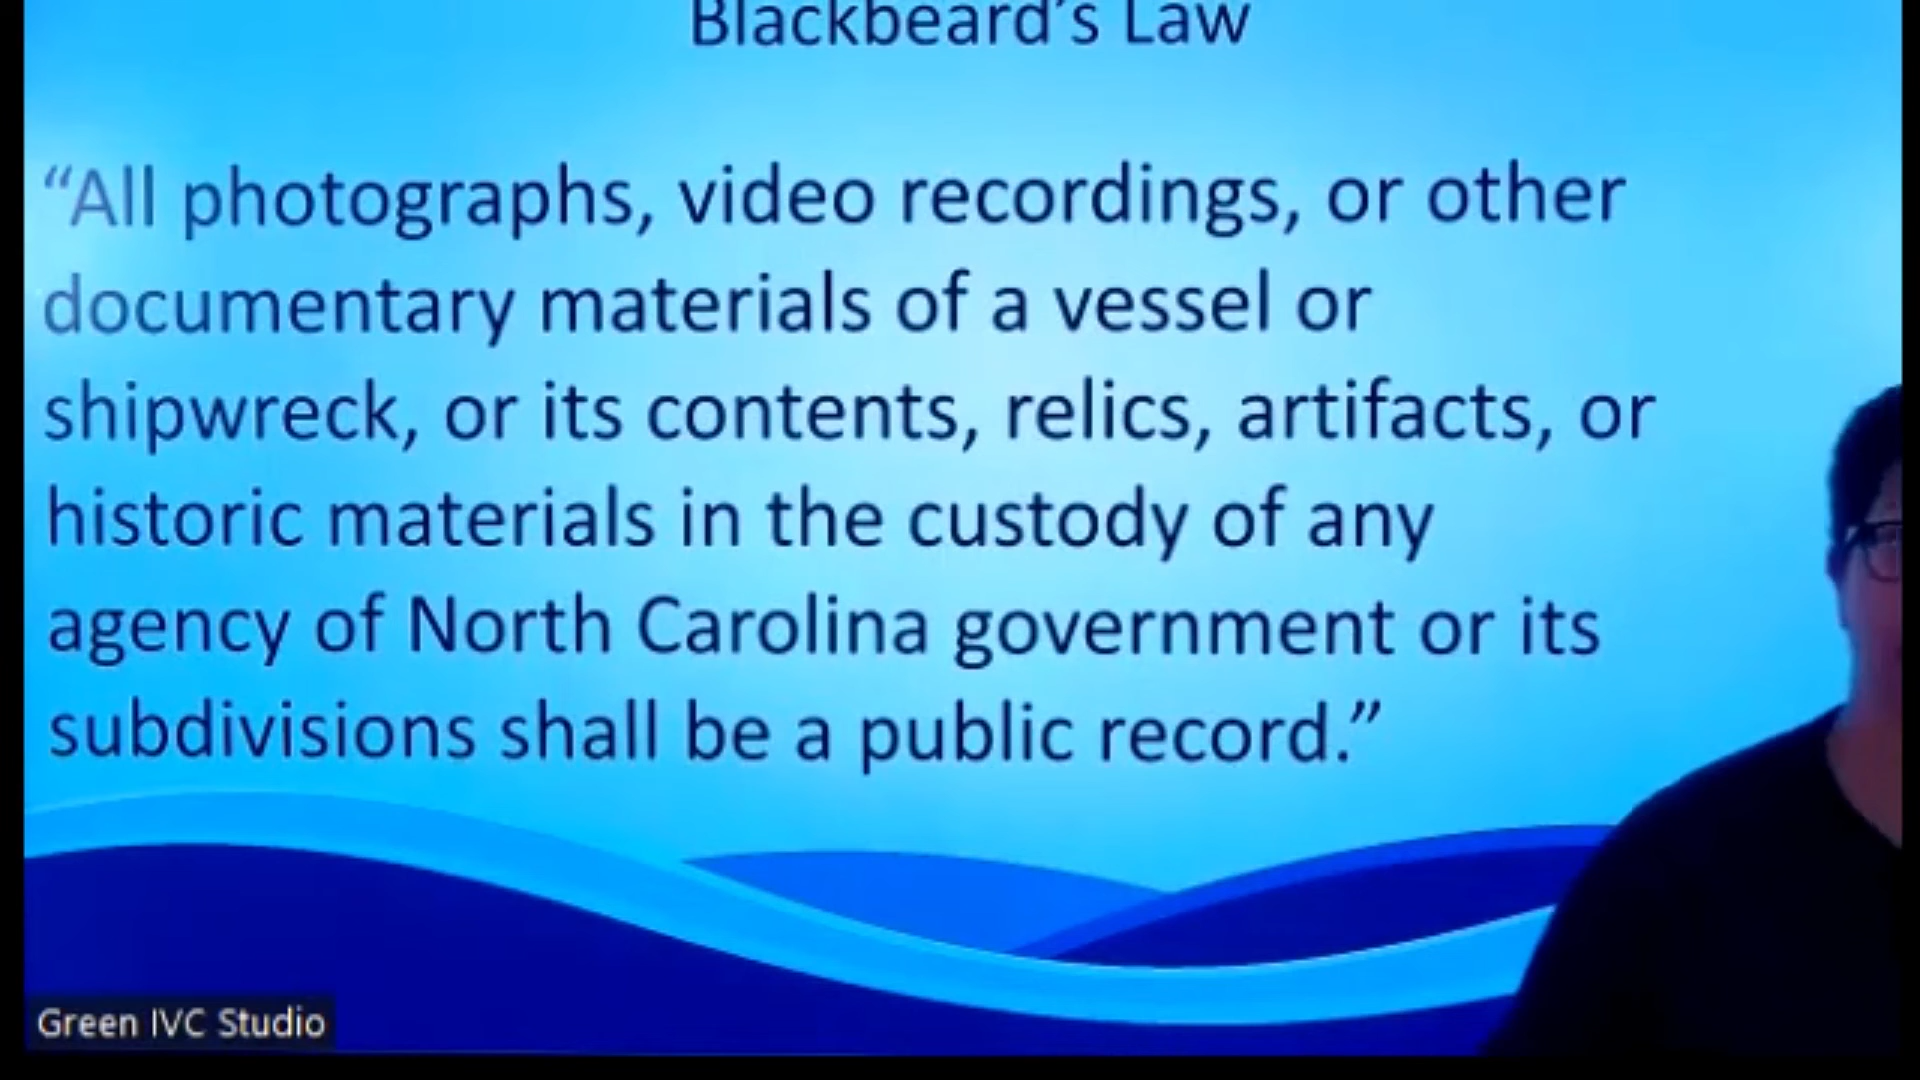 Blackbeard's Law
“All photographs, video recordings, or other
documentary materials of a vessel or
shipwreck, or its contents, relics, artifacts, or
historic materials in the custody of any
agency of North Carolina government or its
subdivisions shall be a public record.”
Green IVC Studio